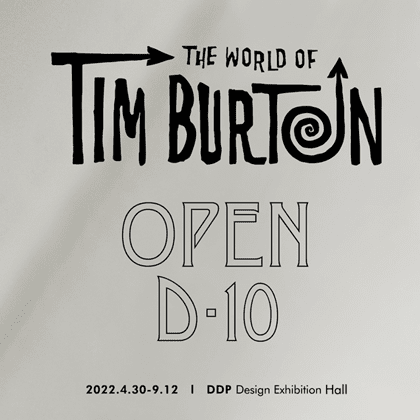 THE WORLD OF
TIM BURTON
OPEN
D-10
2022.4.30-9.12 | DDP Design Exhibition Hall